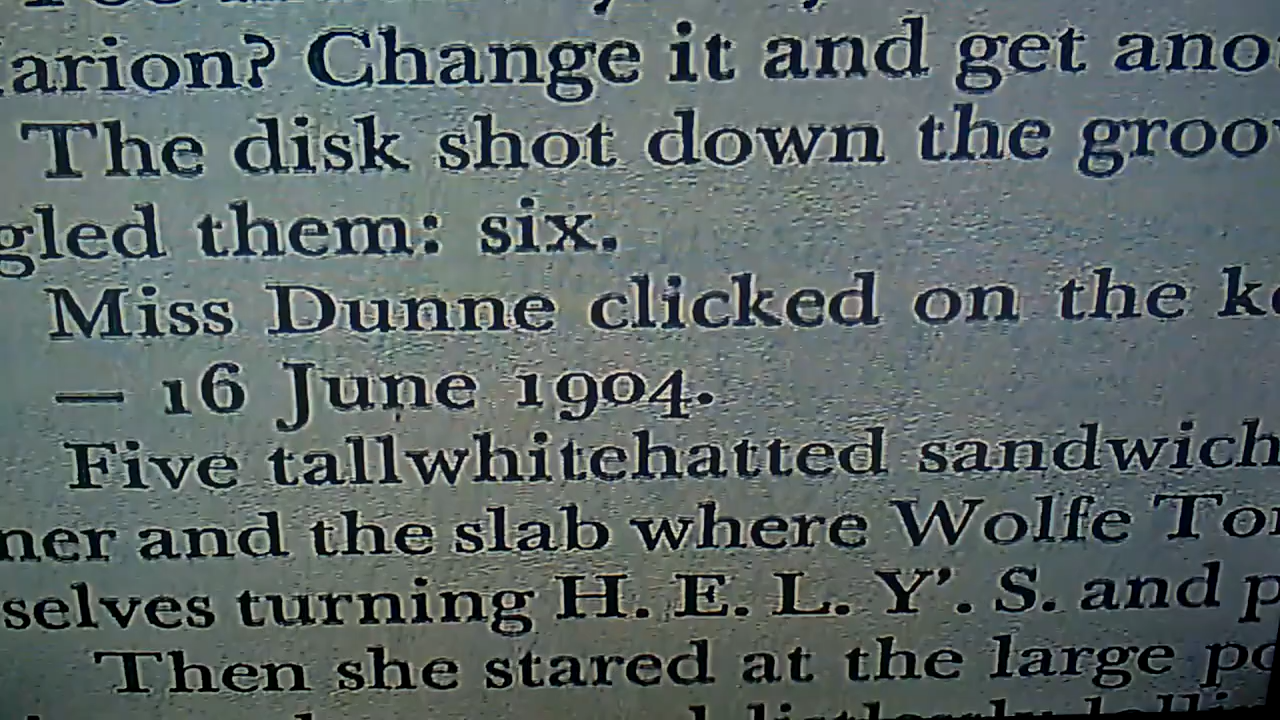 arion? Change it and get ano
The disk shot down the groo
gled them: six.
Miss Dunne clicked on the k
— 16 June 1904.
Five tallwhitehatted sandwich
ner and the slab where Wolfe To
selves turning H. E. L. Y'. S. and p
Then she stared at the large po